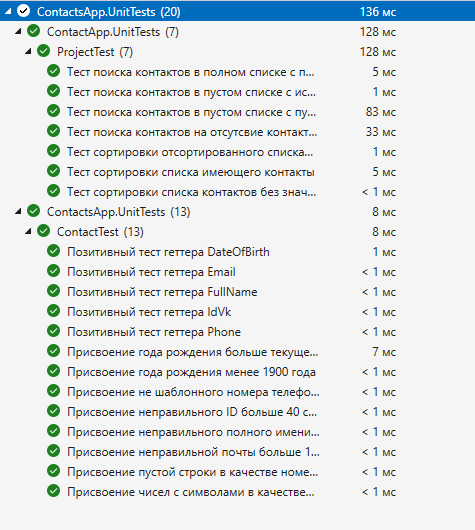 ContactsApp.UnitTests (20) 136 мс
ContactApp.UnitTests (7) 128 мс
ProjectTest (7) 128 мс
Тест поиска контактов в полном списке с п... 5 мс
Тест поиска контактов в пустом списке с ис... 1 мс
Тест поиска контактов в пустом списке с пу... 83 мс
Тест поиска контактов на отсутсвие контакт... 33 мс
Тест сортировки отсортированного списка... 1 мс
Тест сортировки списка имеющего контакты 5 мс
Тест сортировки списка контактов без знач... < 1 мс
ContactsApp.UnitTests (13) 8 мс
ContactTest (13) 8 мс
Позитивный тест геттера DateOfBirth 1 мс
Позитивный тест геттера Email < 1 мс
Позитивный тест геттера FullName < 1 мс
Позитивный тест геттера IdVk < 1 мс
Позитивный тест геттера Phone < 1 мс
Присвоение года рождения больше текуще... 7 мс
Присвоение года рождения менее 1900 года < 1 мс
Присвоение не шаблонного номера телефо... < 1 мс
Присвоение неправильного ID больше 40 с... < 1 мс
Присвоение неправильного полного имени... < 1 мс
Присвоение неправильной почты больше 1... < 1 мс
Присвоение пустой строки в качестве номе... < 1 мс
Присвоение чисел с символами в качестве... < 1 мс